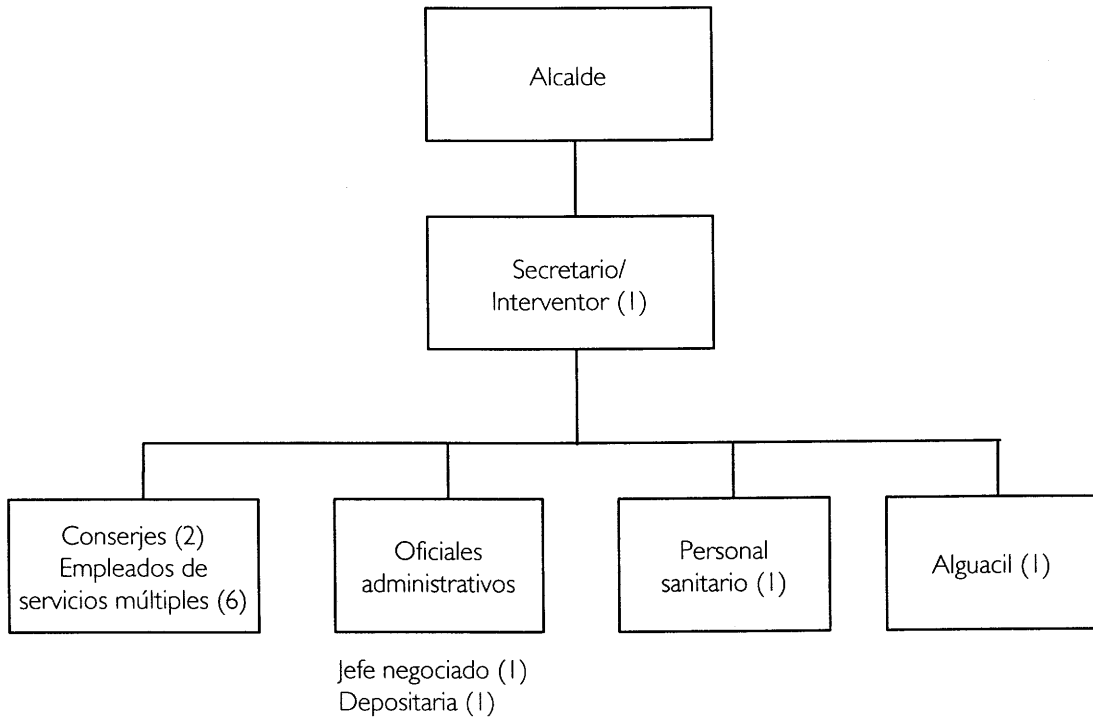 Alcalde
Secretario/
Interventor (1)
Conserjes (2)
Empleados de
servicios múltiples (6)
Oficiales
administrativos
Personal
sanitario (1)
Alguacil (1)
Jefe negociado (1)
Depositaria (1)